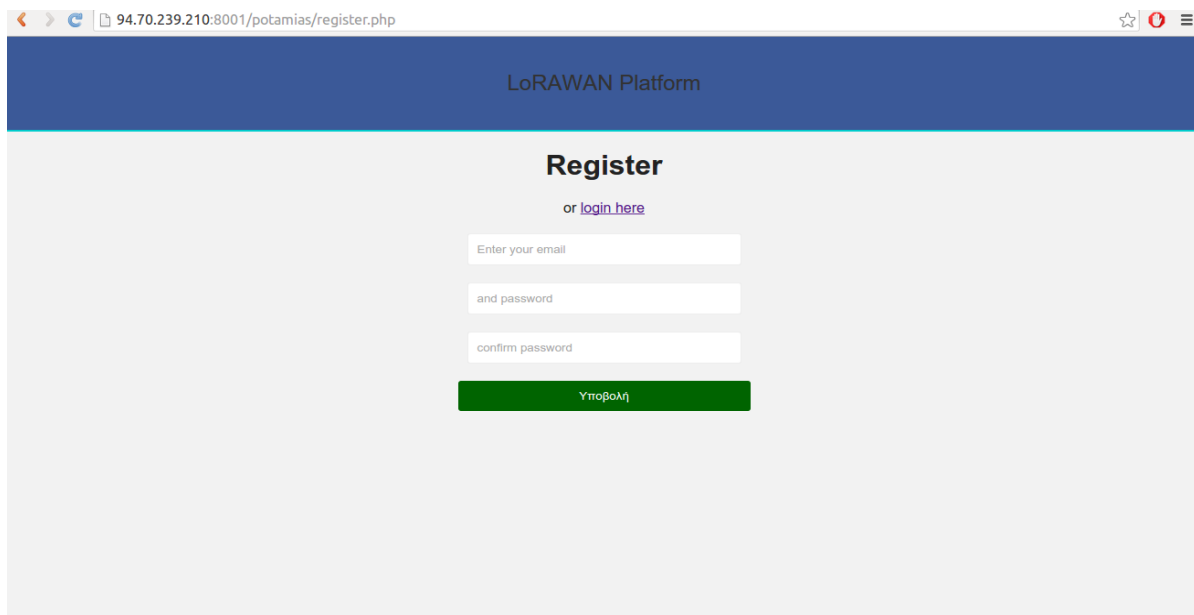 94.70.239.210:8001/potamias/register.php
LoRAWAN Platform
Register
or login here
Enter your email
and password
confirm password
Υποβολή